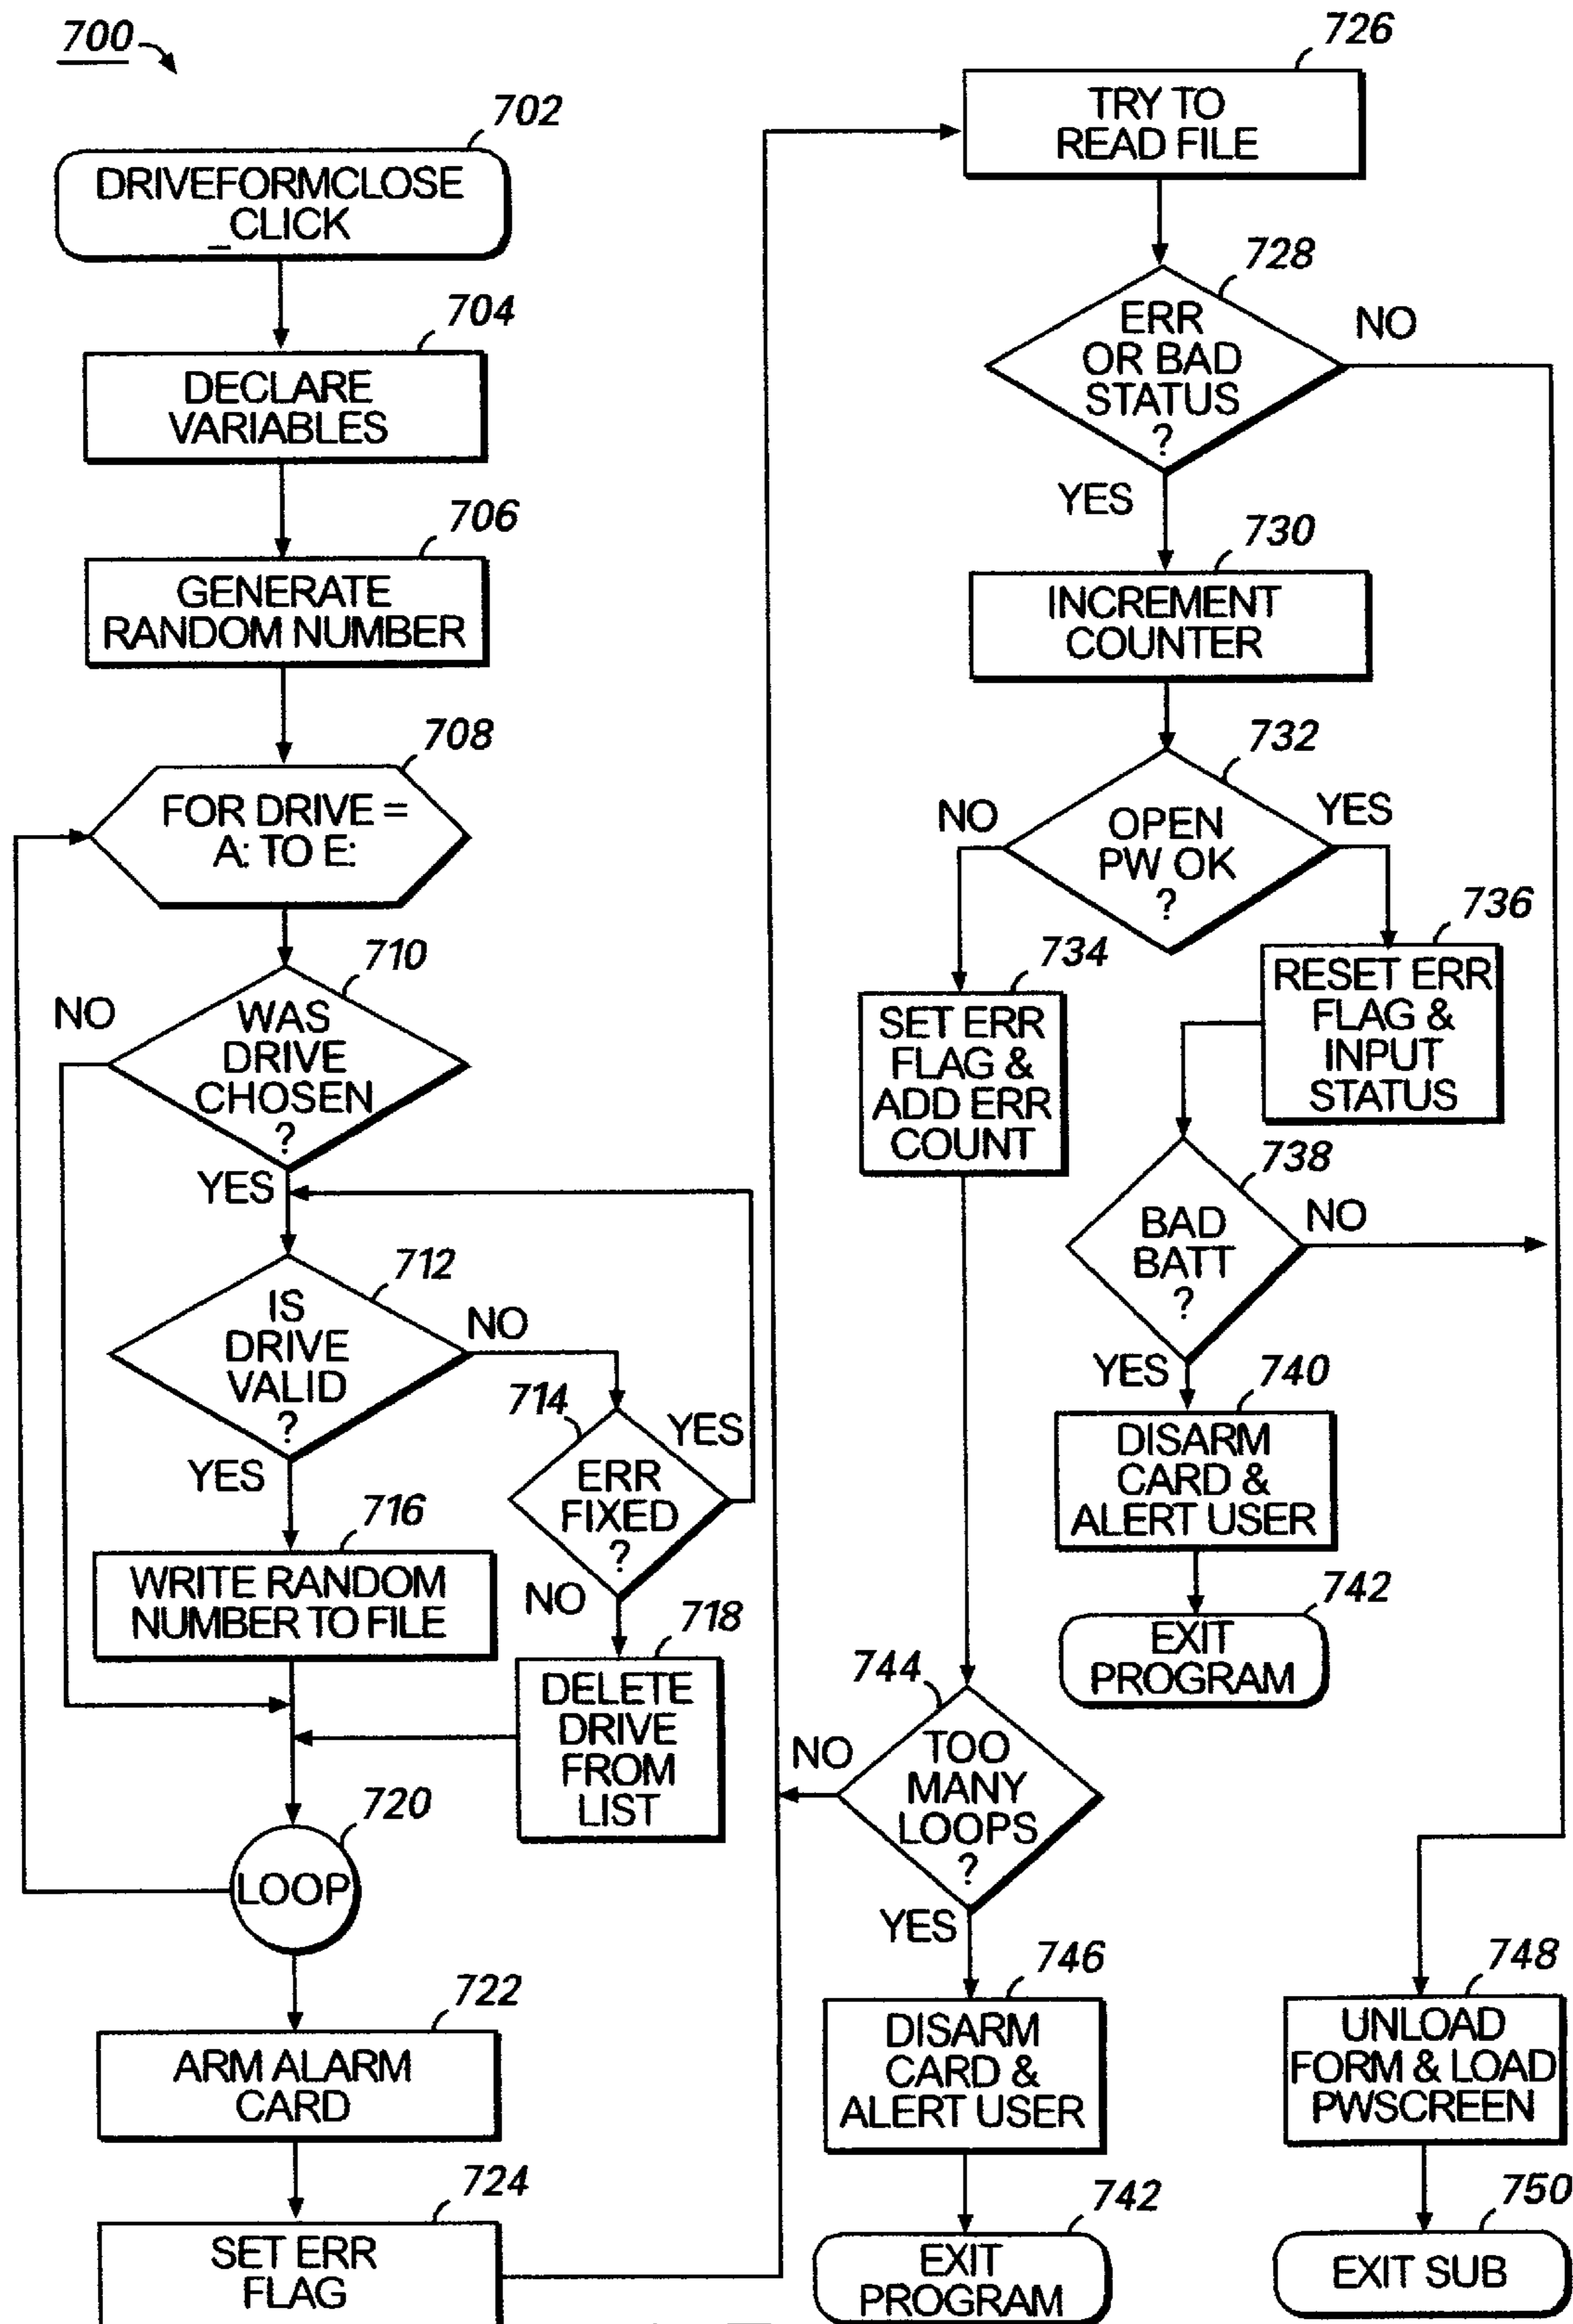 700
702
DRIVEFORMCLOSE
_CLICK
704
DECLARE
VARIABLES
706
GENERATE
RANDOM NUMBER
708
FOR DRIVE =
A: TO E:
710
NO
WAS
DRIVE
CHOSEN
?
YES
712
IS
DRIVE
VALID
?
NO
YES
714
YES
ERR
FIXED
?
NO
716
WRITE RANDOM
NUMBER TO FILE
718
DELETE
DRIVE
FROM
LIST
720
LOOP
722
ARM ALARM
CARD
724
SET ERR
FLAG
726
TRY TO
READ FILE
728
ERR
OR BAD
STATUS
?
NO
YES
730
INCREMENT
COUNTER
732
NO
OPEN
PW OK
?
YES
734
SET ERR
FLAG &
ADD ERR
COUNT
736
RESET ERR
FLAG &
INPUT
STATUS
738
BAD
BATT
?
NO
YES
740
DISARM
CARD &
ALERT USER
742
EXIT
PROGRAM
744
NO
TOO
MANY
LOOPS
?
YES
746
DISARM
CARD &
ALERT USER
742
EXIT
PROGRAM
748
UNLOAD
FORM & LOAD
PWSCREEN
750
EXIT SUB